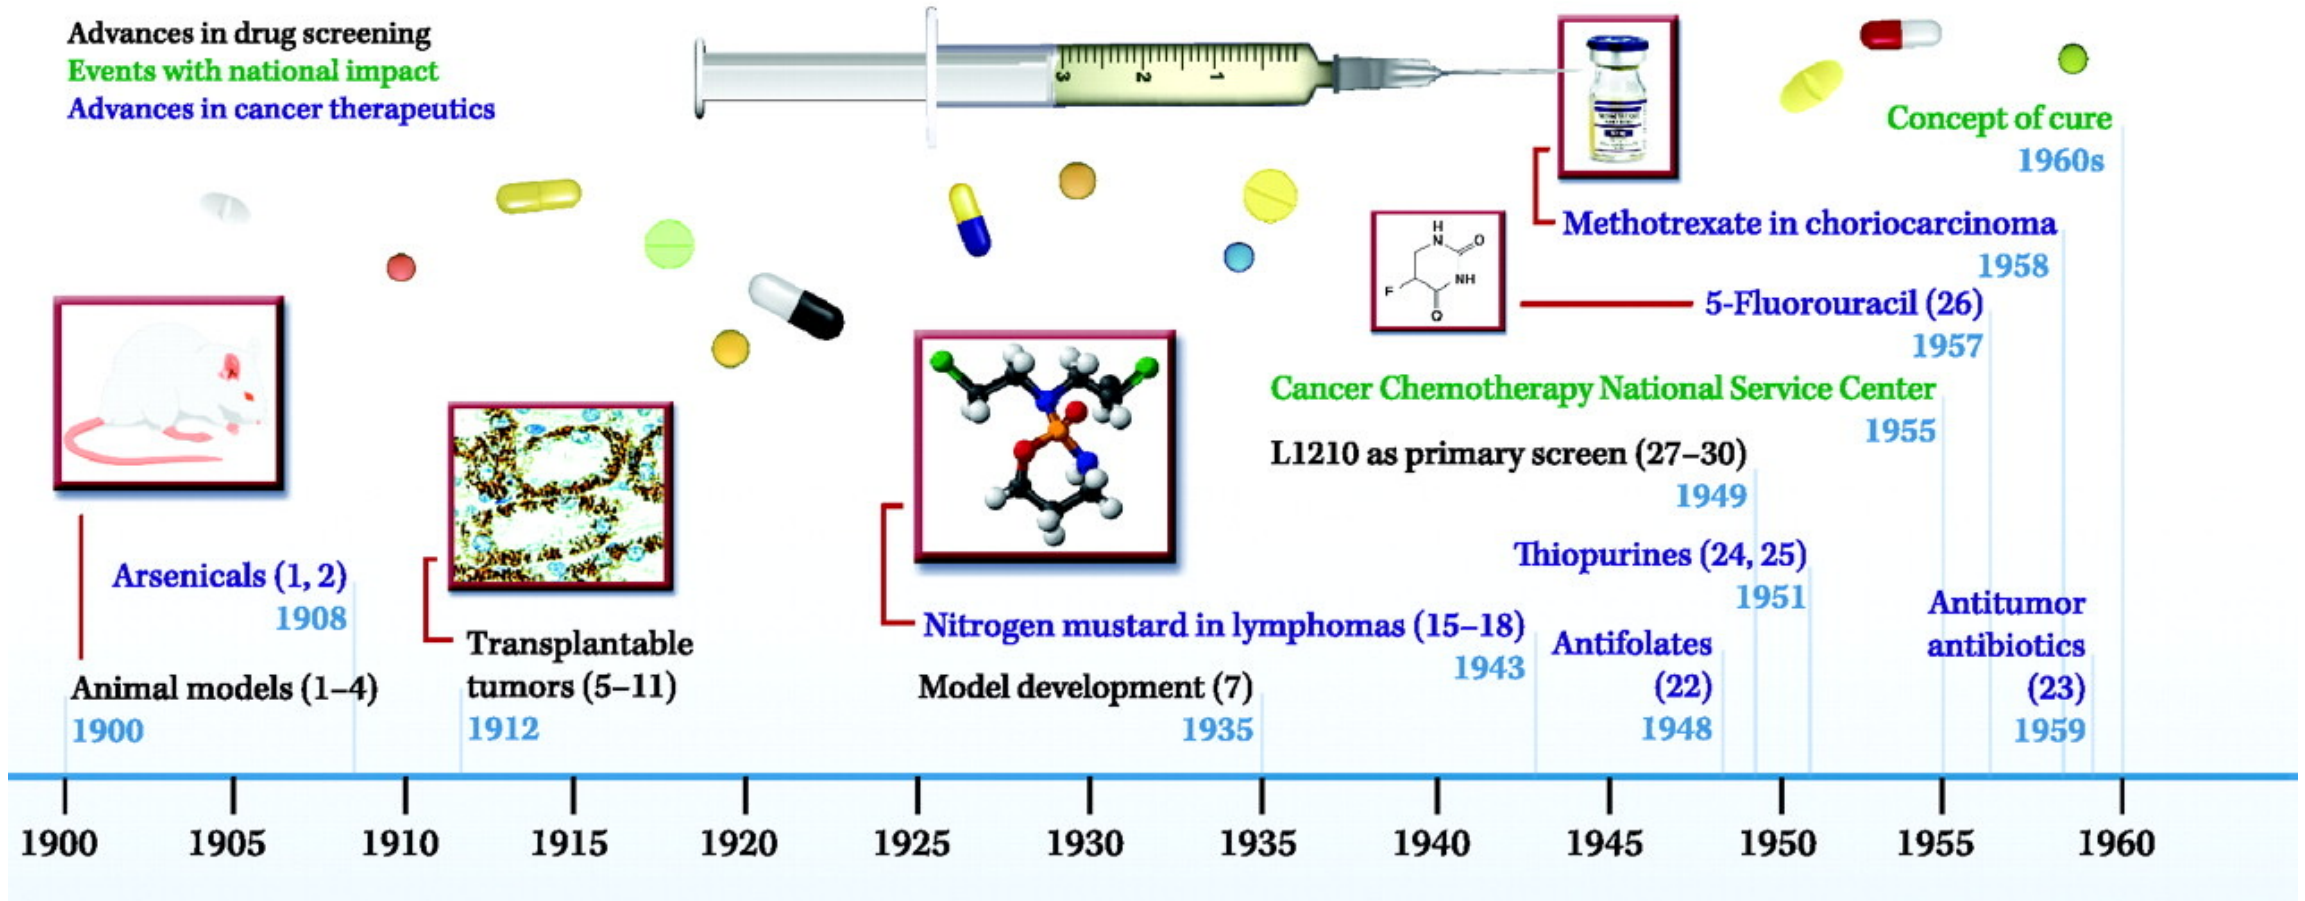 Advances in drug screening
Events with national impact
Advances in cancer therapeutics
3 2 1
Concept of cure
1960s
Methotrexate in choriocarcinoma
1958
H
N
O
NH
F
O
5-Fluorouracil (26)
1957
Cancer Chemotherapy National Service Center
1955
L1210 as primary screen (27–30)
1949
Thiopurines (24, 25)
1951
Arsenicals (1, 2)
1908
Antitumor
antibiotics
(23)
1959
Nitrogen mustard in lymphomas (15–18)
1943
Antifolates
(22)
1948
Transplantable
tumors (5–11)
1912
Animal models (1–4)
1900
Model development (7)
1935
1900 1905 1910 1915 1920 1925 1930 1935 1940 1945 1950 1955 1960